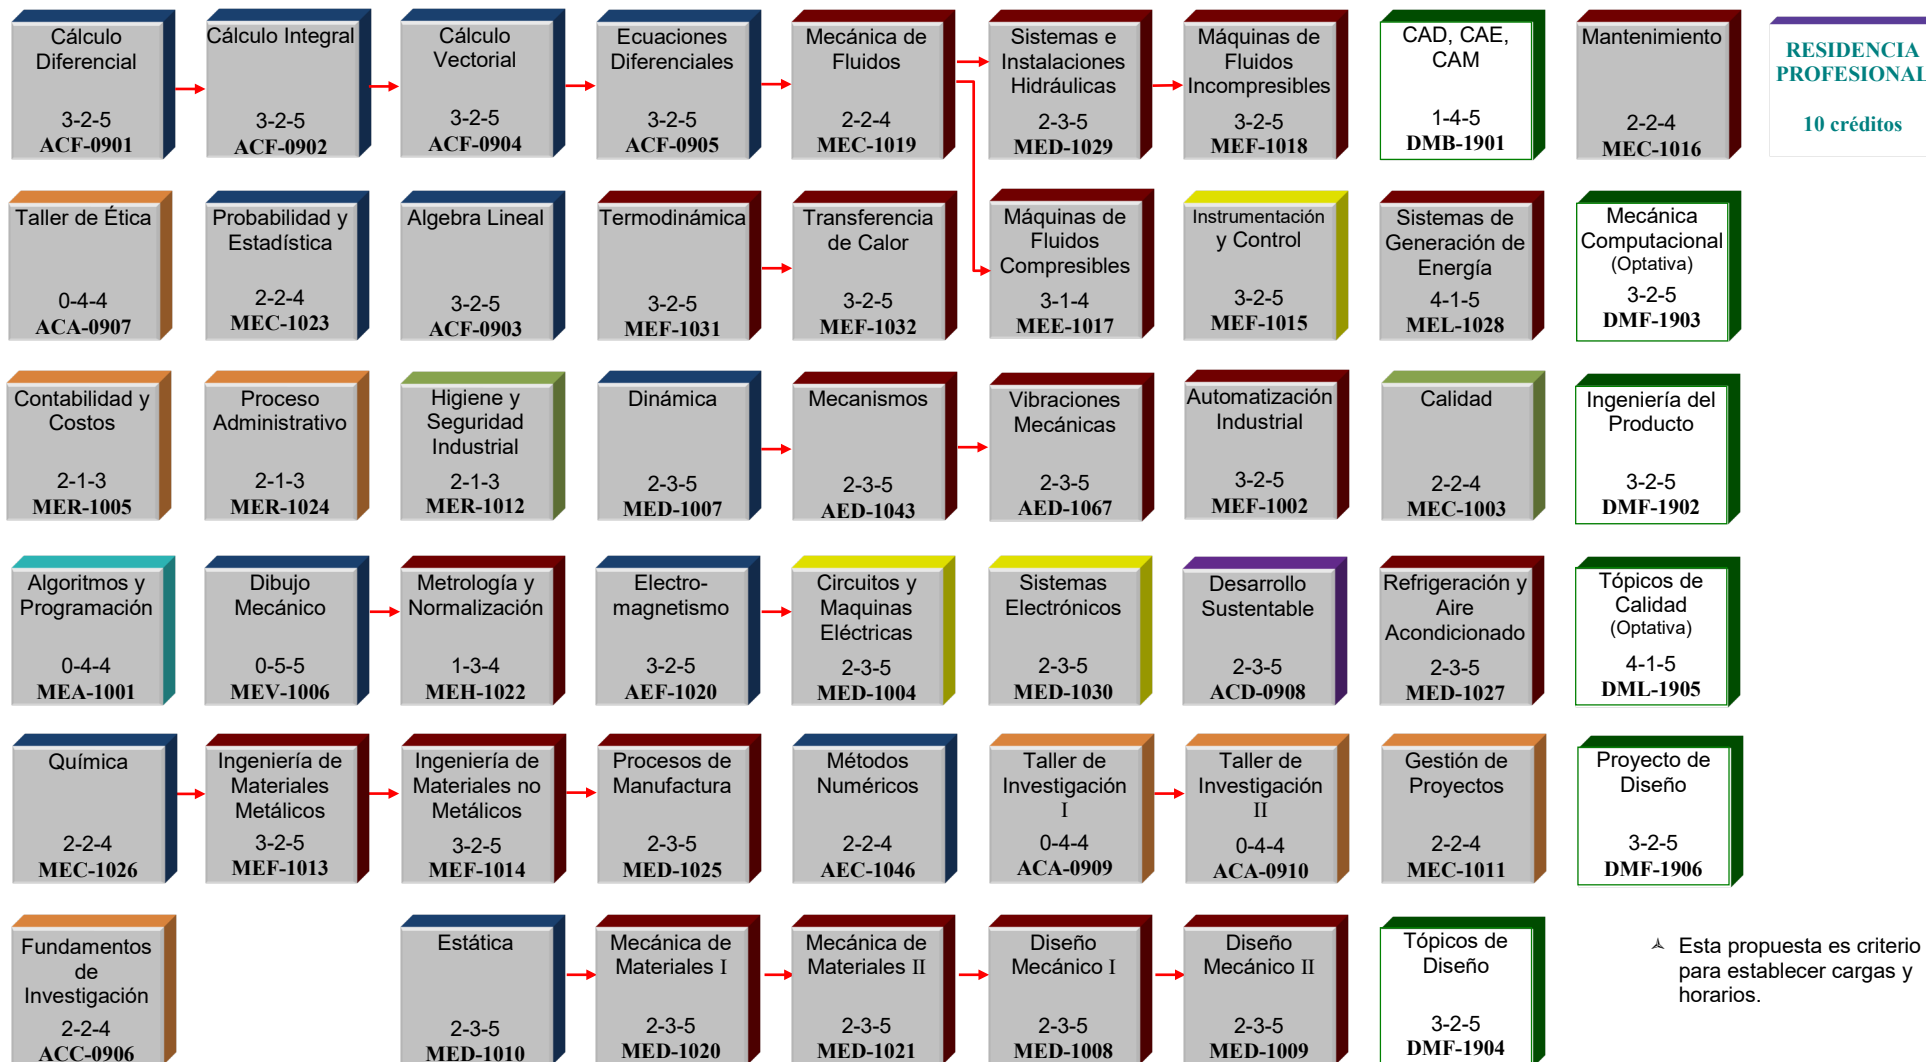 Cálculo
Diferencial
3-2-5
ACF-0901
Cálculo Integral
3-2-5
ACF-0902
Cálculo
Vectorial
3-2-5
ACF-0904
Ecuaciones
Diferenciales
3-2-5
ACF-0905
Mecánica de
Fluidos
2-2-4
MEC-1019
Sistemas e
Instalaciones
Hidráulicas
2-3-5
MED-1029
Máquinas de
Fluidos
Incompresibles
3-2-5
MEF-1018
CAD, CAE,
CAM
1-4-5
DMB-1901
Mantenimiento
2-2-4
MEC-1016
RESIDENCIA
PROFESIONAL
10 créditos
Taller de Ética
0-4-4
ACA-0907
Probabilidad y
Estadística
2-2-4
MEC-1023
Algebra Lineal
3-2-5
ACF-0903
Termodinámica
3-2-5
MEF-1031
Transferencia
de Calor
3-2-5
MEF-1032
Máquinas de
Fluidos
Compresibles
3-1-4
MEE-1017
Instrumentación
y Control
3-2-5
MEF-1015
Sistemas de
Generación de
Energía
4-1-5
MEL-1028
Mecánica
Computacional
(Optativa)
3-2-5
DMF-1903
Contabilidad y
Costos
2-1-3
MER-1005
Proceso
Administrativo
2-1-3
MER-1024
Higiene y
Seguridad
Industrial
2-1-3
MER-1012
Dinámica
2-3-5
MED-1007
Mecanismos
2-3-5
AED-1043
Vibraciones
Mecánicas
2-3-5
AED-1067
Automatización
Industrial
3-2-5
MEF-1002
Calidad
2-2-4
MEC-1003
Ingeniería del
Producto
3-2-5
DMF-1902
Algoritmos y
Programación
0-4-4
MEA-1001
Dibujo
Mecánico
0-5-5
MEV-1006
Metrología y
Normalización
1-3-4
MEH-1022
Electro-
magnetismo
3-2-5
AEF-1020
Circuitos y
Maquinas
Eléctricas
2-3-5
MED-1004
Sistemas
Electrónicos
2-3-5
MED-1030
Desarrollo
Sustentable
2-3-5
ACD-0908
Refrigeración y
Aire
Acondicionado
2-3-5
MED-1027
Tópicos de
Calidad
(Optativa)
4-1-5
DML-1905
Química
2-2-4
MEC-1026
Ingeniería de
Materiales
Metálicos
3-2-5
MEF-1013
Ingeniería de
Materiales no
Metálicos
3-2-5
MEF-1014
Procesos de
Manufactura
2-3-5
MED-1025
Métodos
Numéricos
2-2-4
AEC-1046
Taller de
Investigación
I
0-4-4
ACA-0909
Taller de
Investigación
II
0-4-4
ACA-0910
Gestión de
Proyectos
2-2-4
MEC-1011
Proyecto de
Diseño
3-2-5
DMF-1906
Fundamentos
de
Investigación
2-2-4
ACC-0906
Estática
2-3-5
MED-1010
Mecánica de
Materiales I
2-3-5
MED-1020
Mecánica de
Materiales II
2-3-5
MED-1021
Diseño
Mecánico I
2-3-5
MED-1008
Diseño
Mecánico II
2-3-5
MED-1009
Tópicos de
Diseño
3-2-5
DMF-1904
Esta propuesta es criterio
para establecer cargas y
horarios.